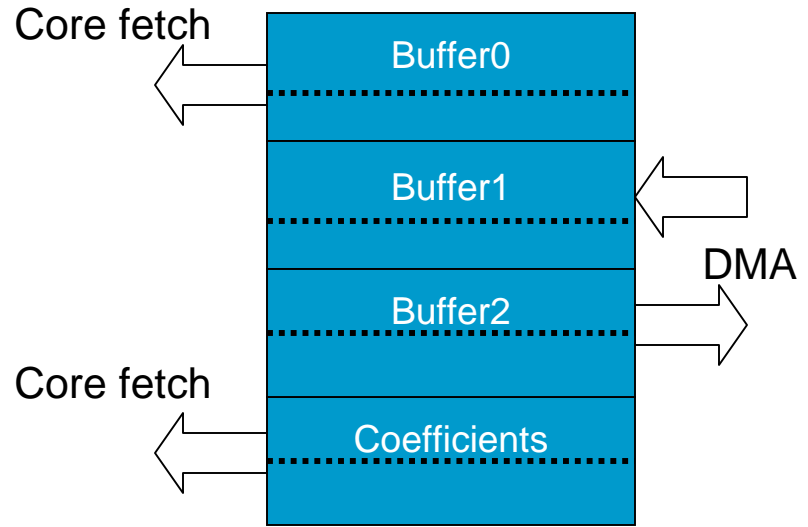 Core fetch
Buffer0
Buffer1
DMA
Buffer2
Core fetch
Coefficients